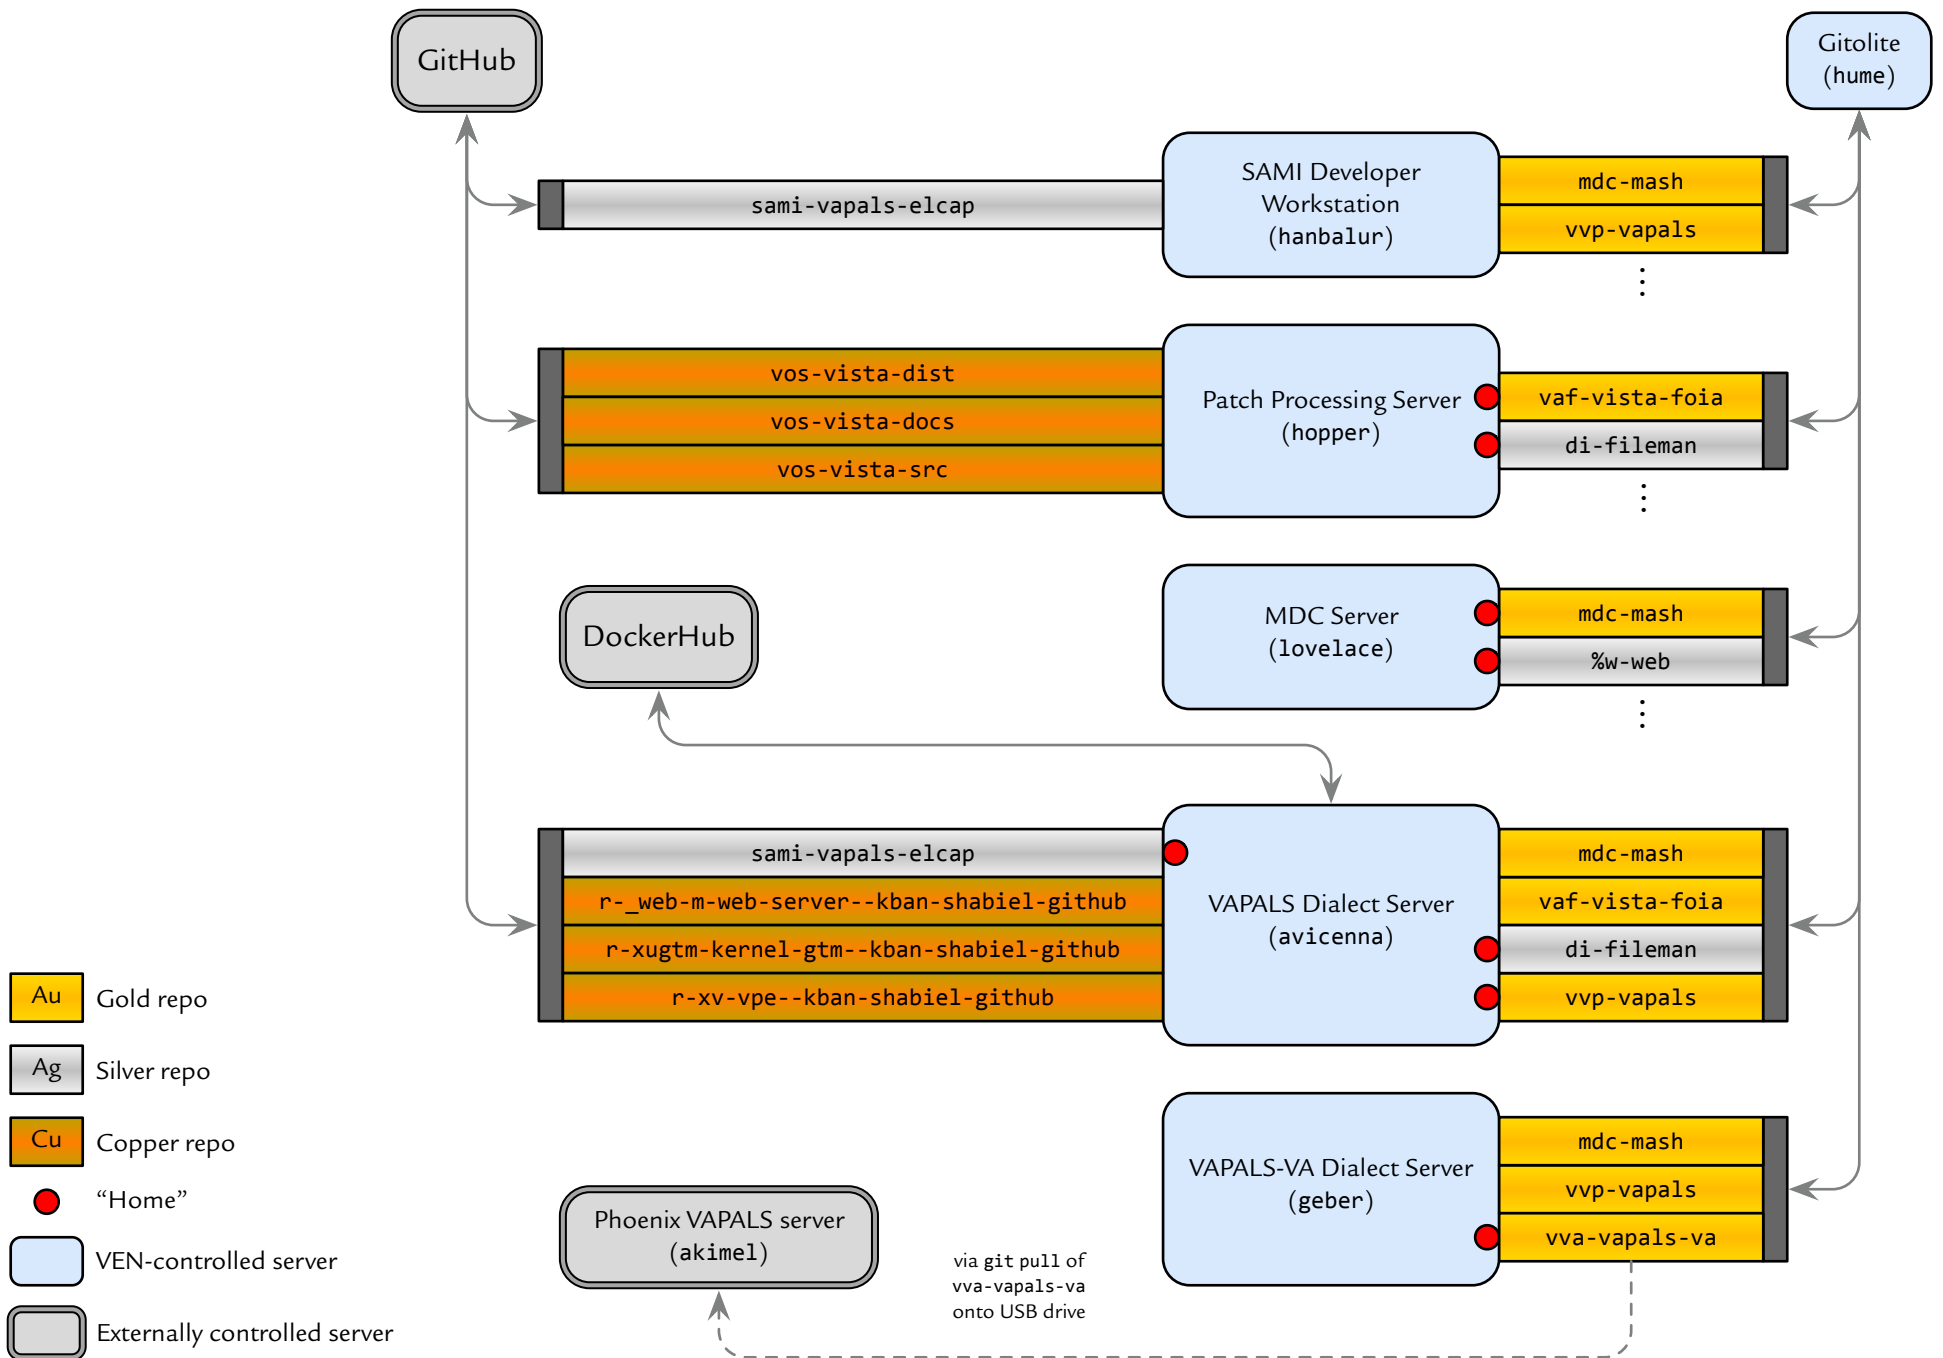 GitHub
Gitolite
(hume)
sami-vapals-elcap
SAMI Developer
Workstation
(hanbalur)
mdc-mash
vvp-vapals
⋮
vos-vista-dist
vos-vista-docs
vos-vista-src
Patch Processing Server
(hopper)
vaf-vista-foia
di-fileman
⋮
DockerHub
MDC Server
(lovelace)
mdc-mash
%w-web
⋮
sami-vapals-elcap
r-_web-m-web-server--kban-shabiel-github
r-xugtm-kernel-gtm--kban-shabiel-github
r-xv-vpe--kban-shabiel-github
VAPALS Dialect Server
(avicenna)
mdc-mash
vaf-vista-foia
di-fileman
vvp-vapals
Au Gold repo
Ag Silver repo
Cu Copper repo
“Home”
VEN-controlled server
Externally controlled server
Phoenix VAPALS server
(akimel)
via git pull of
vva-vapals-va
onto USB drive
VAPALS-VA Dialect Server
(geber)
mdc-mash
vvp-vapals
vva-vapals-va